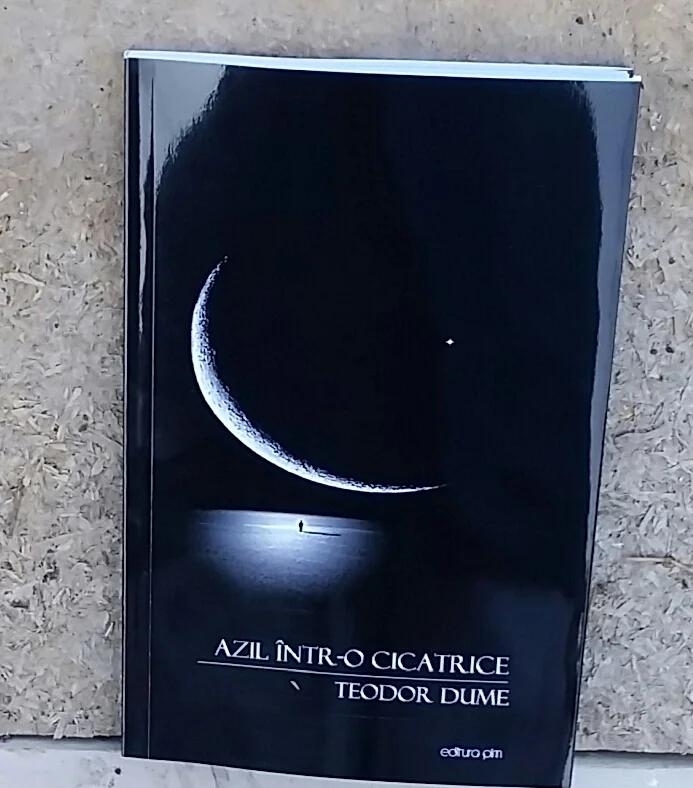 AZIL ÎNTR-O CICATRICE
TEODOR DUME
editura pim